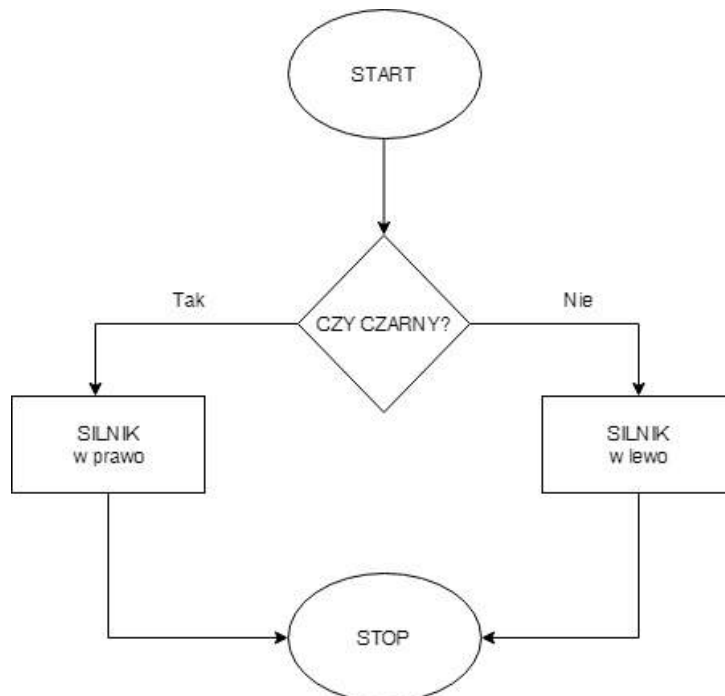 START
Tak
Nie
CZY CZARNY?
SILNIK
w prawo
SILNIK
w lewo
STOP